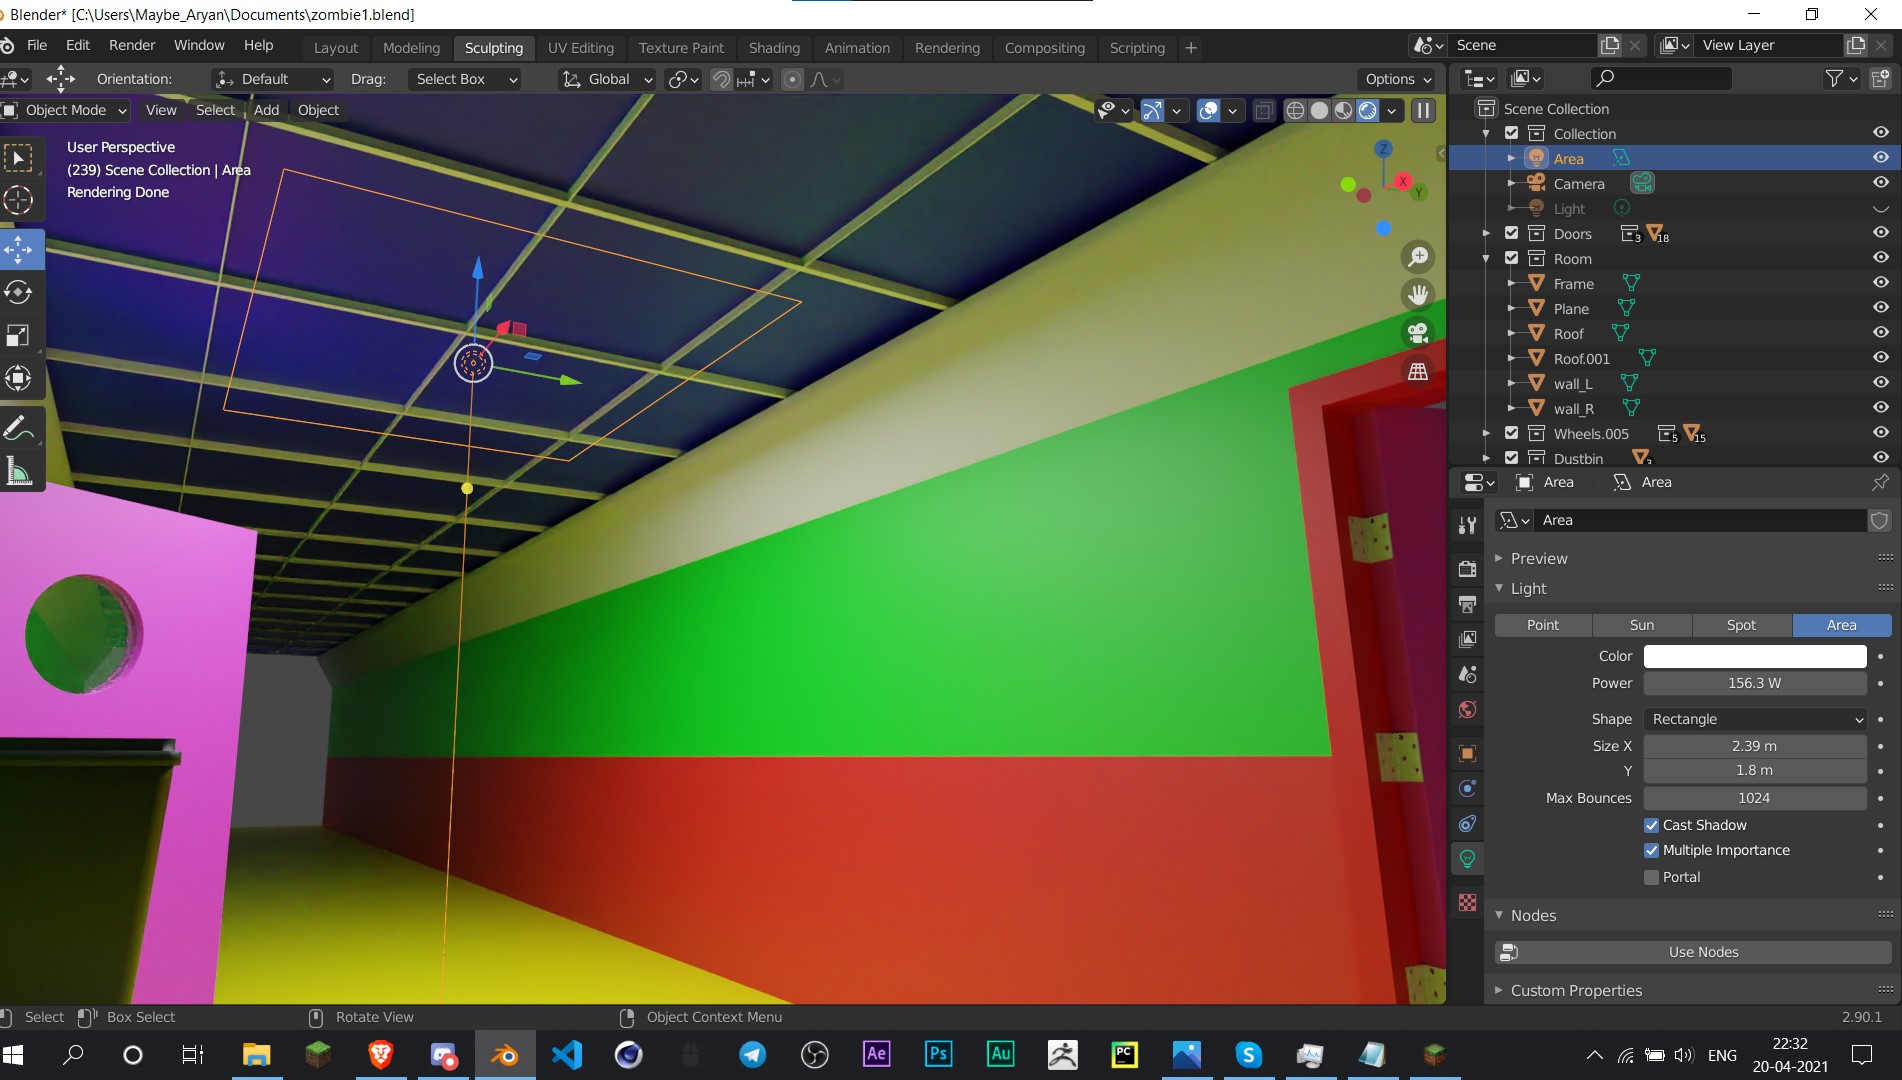 Blender* [C:\Users\Maybe_Aryan\Documents\zombie1.blend]
File Edit Render Window Help Layout Modeling Sculpting UV Editing Texture Paint Shading Animation Rendering Compositing Scripting + Scene View Layer
Orientation: Default Drag: Select Box Global Options
Object Mode View Select Add Object
User Perspective
(239) Scene Collection | Area
Rendering Done
Z
X
Y
Scene Collection
Collection
Area
Camera
Light
Doors 3 18
Room
Frame
Plane
Roof
Roof.001
wall_L
wall_R
Wheels.005 5 15
Dustbin 3
Area Area
Area
Preview
Light
Point Sun Spot Area
Color
Power 156.3 W
Shape Rectangle
Size X 2.39 m
Y 1.8 m
Max Bounces 1024
Cast Shadow
Multiple Importance
Portal
Nodes
Use Nodes
Custom Properties
Select Box Select Rotate View Object Context Menu 2.90.1
Ae Ps Au PC S ENG
22:32
20-04-2021